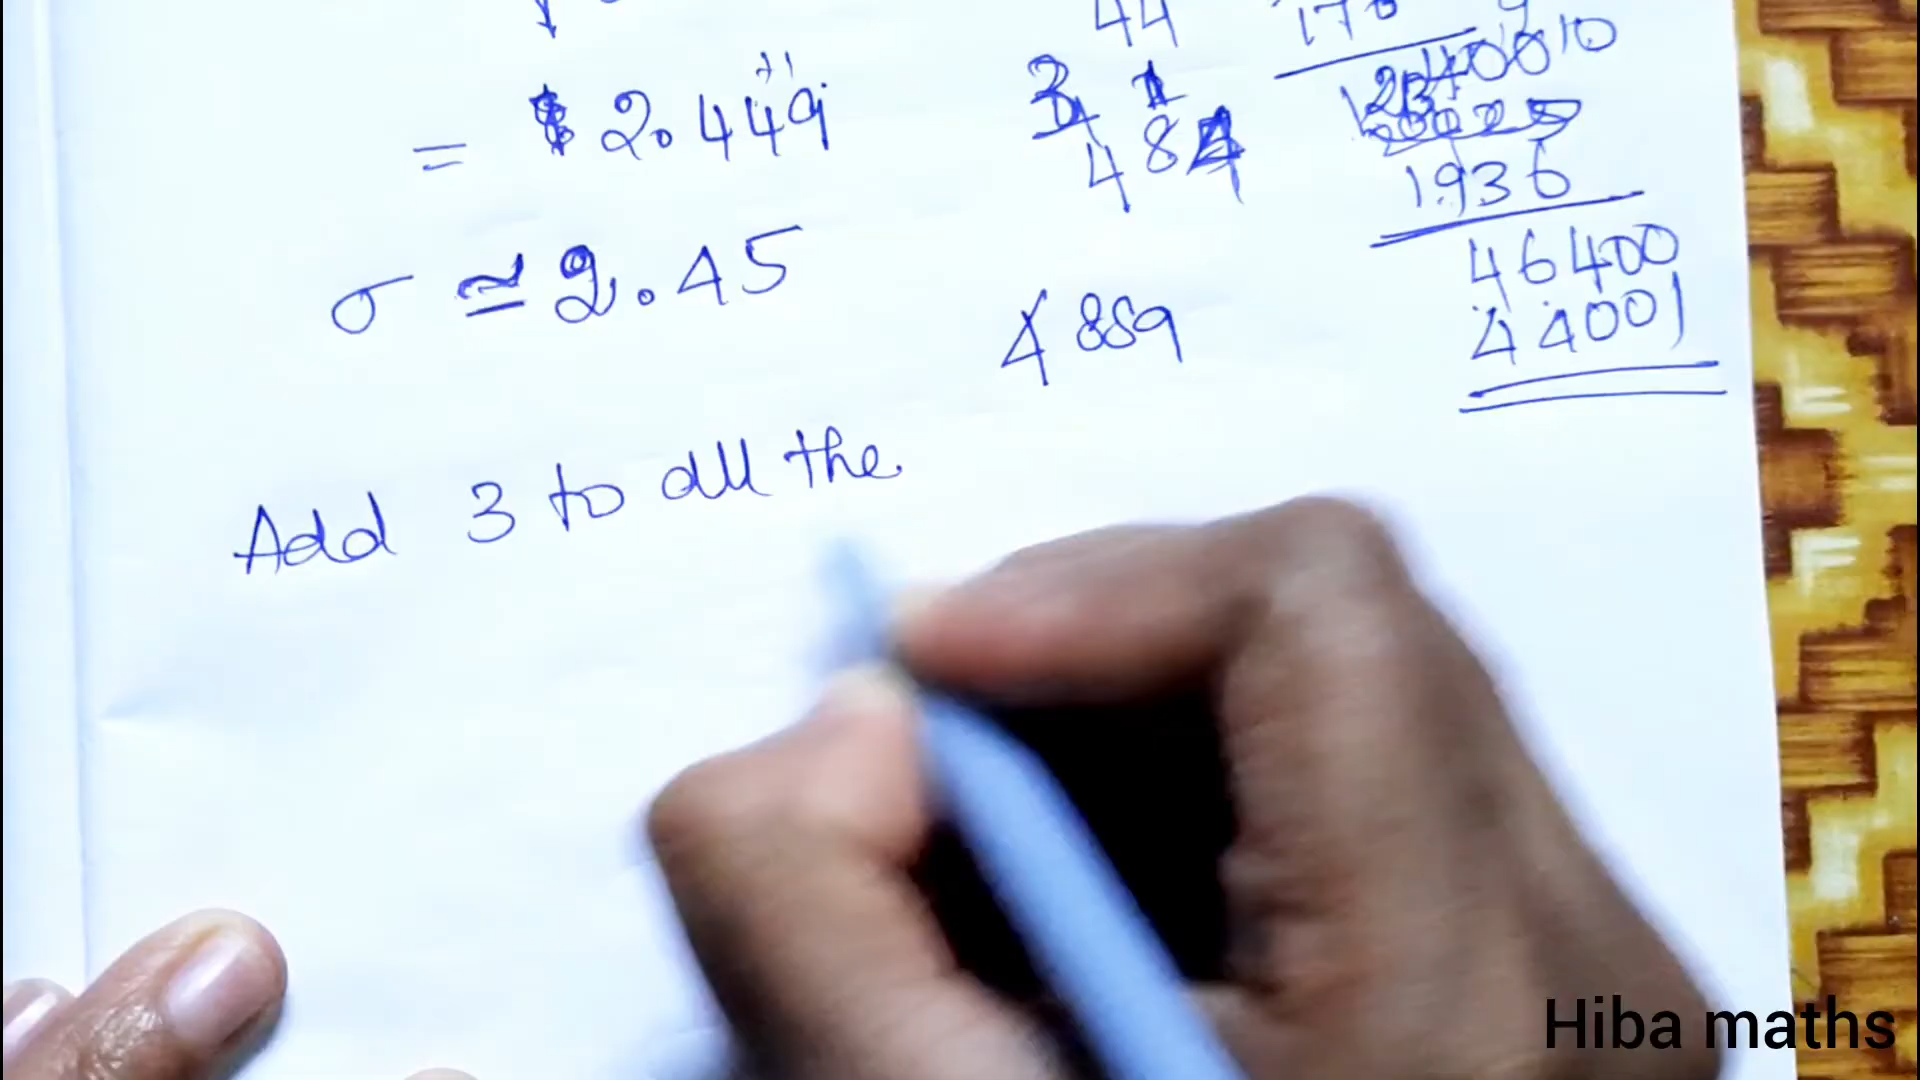 = 2.449
σ ≃ 2.45
Add 3 to all the
44
484
1936
46400
4889
44001
Hiba maths